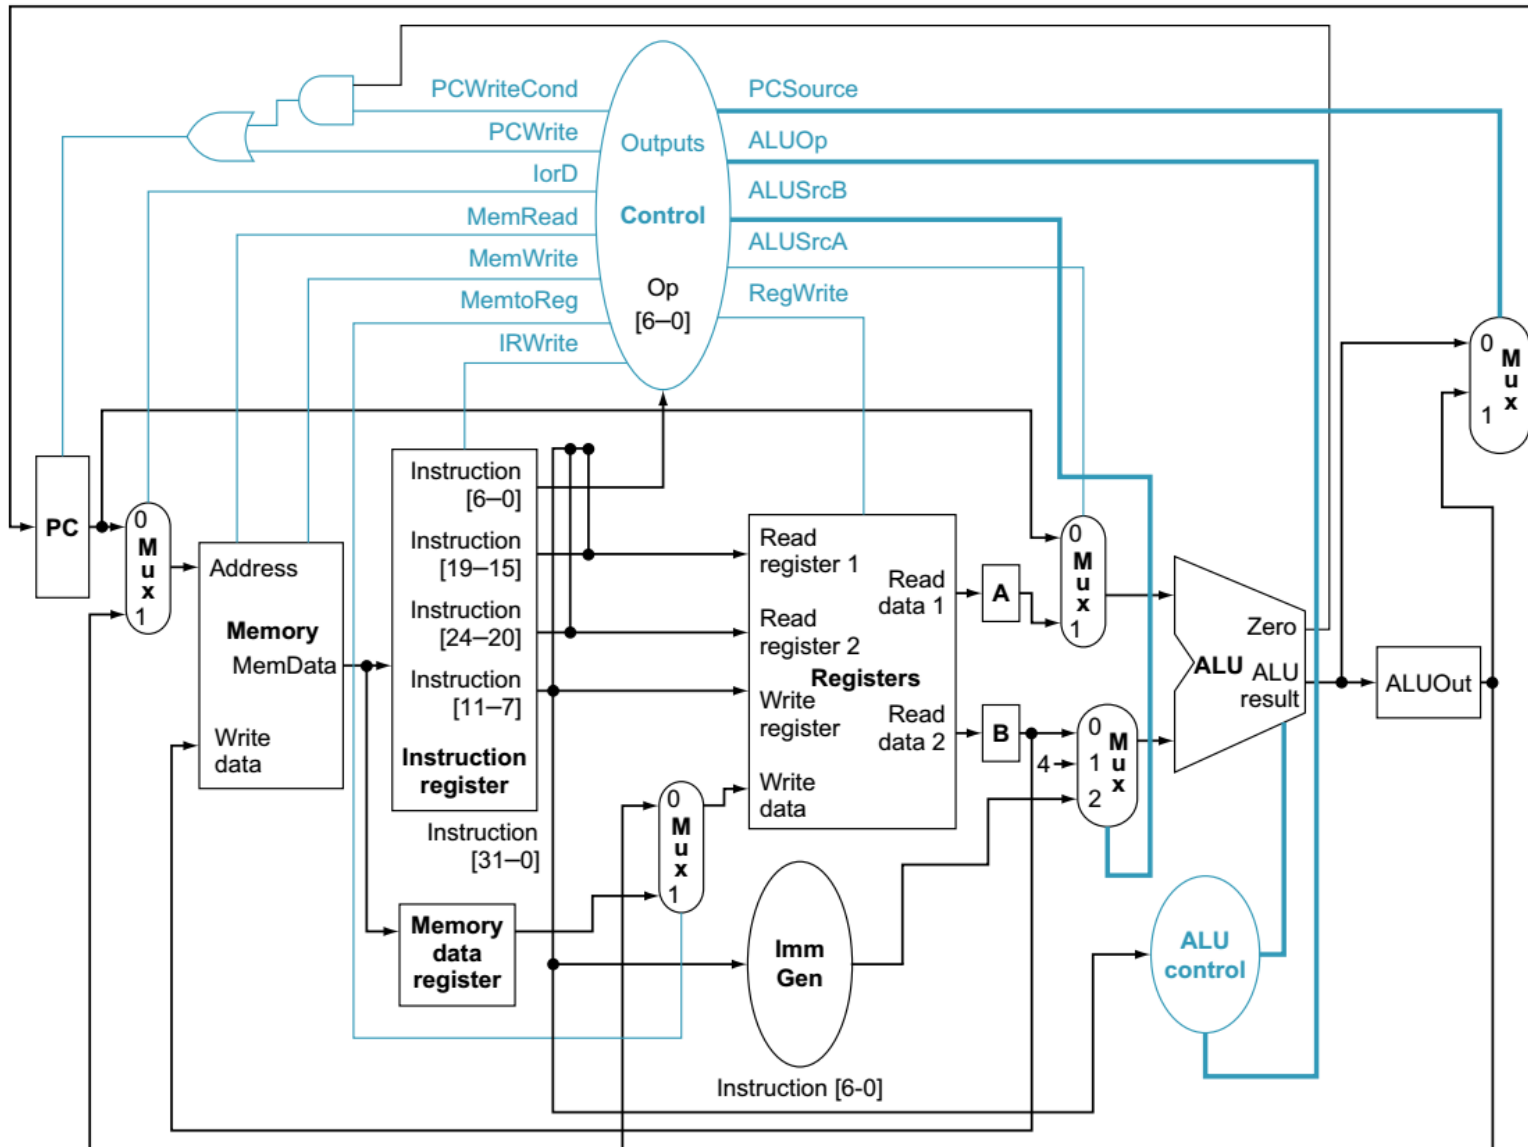 PCWriteCond
PCWrite
IorD
MemRead
MemWrite
MemtoReg
IRWrite
Outputs
Control
Op
[6–0]
PCSource
ALUOp
ALUSrcB
ALUSrcA
RegWrite
0
M
u
x
1
PC
0
M
u
x
1
Address
Memory
MemData
Write
data
Instruction
[6–0]
Instruction
[19–15]
Instruction
[24–20]
Instruction
[11–7]
Instruction
register
Instruction
[31–0]
Memory
data
register
0
M
u
x
1
Read
register 1
Read
register 2
Registers
Write
register
Write
data
Read
data 1
Read
data 2
A
B
0
M
u
x
1
4
0
1
2
M
u
x
Zero
ALU
ALU
result
ALUOut
Imm
Gen
ALU
control
Instruction [6-0]